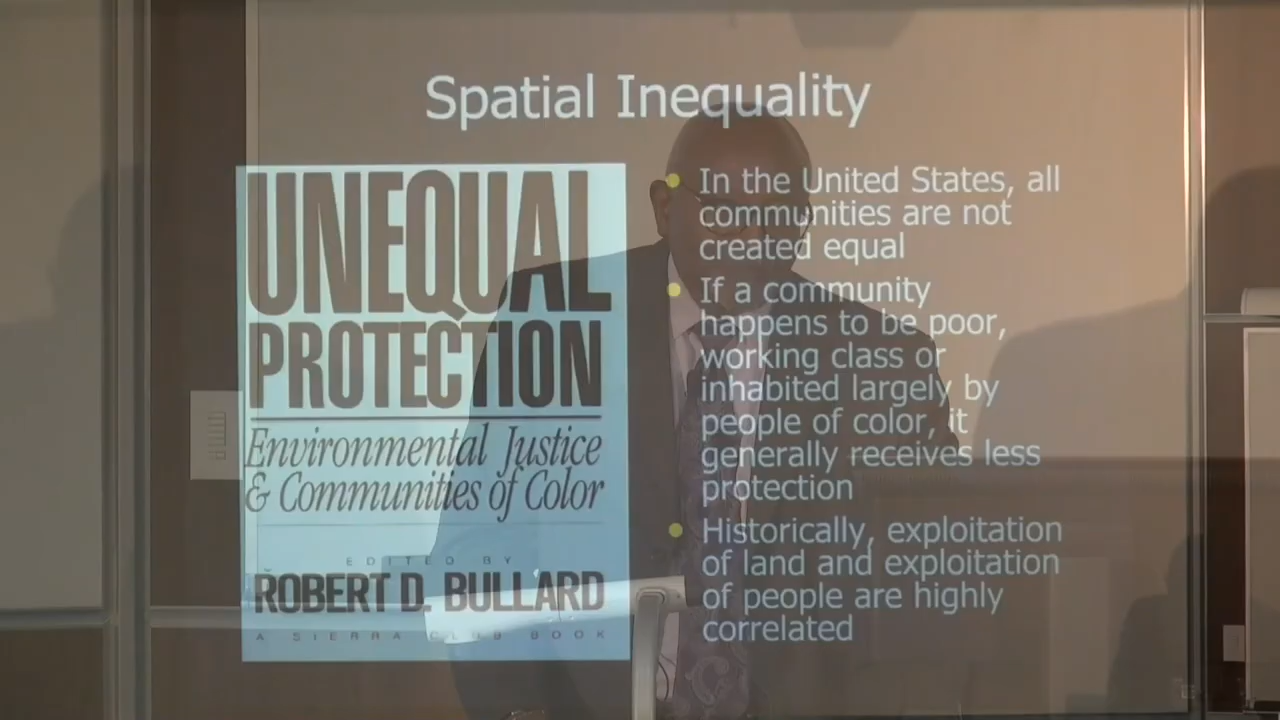 Spatial Inequality
UNEQUAL
PROTECTION
Environmental Justice
& Communities of Color
EDITED BY
ROBERT D. BULLARD
A SIERRA CLUB BOOK
In the United States, all
communities are not
created equal
If a community
happens to be poor,
working class or
inhabited largely by
people of color, it
generally receives less
protection
Historically, exploitation
of land and exploitation
of people are highly
correlated